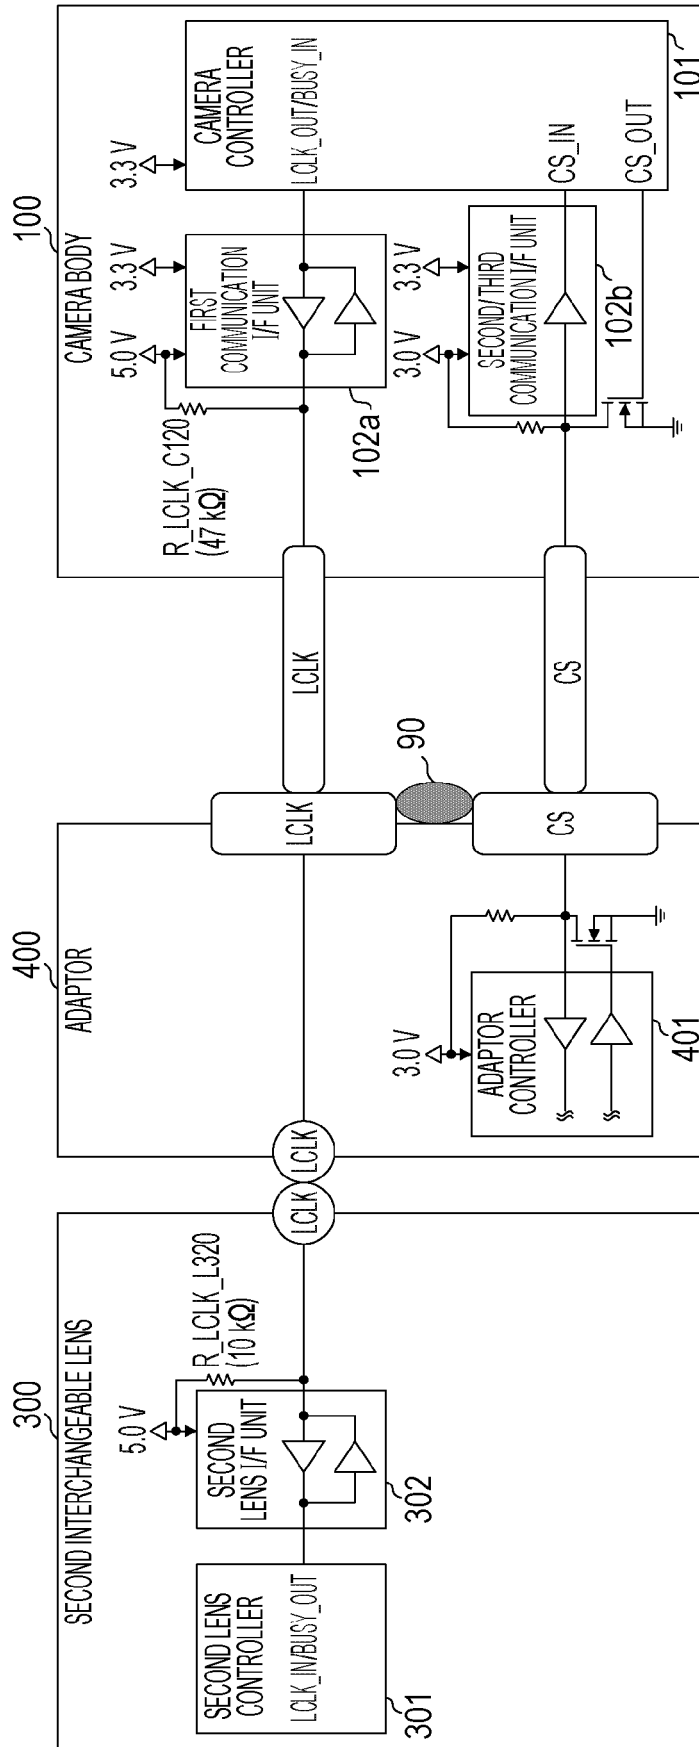 300
SECOND INTERCHANGEABLE LENS
SECOND LENS
CONTROLLER
LCLK_IN/BUSY_OUT
301
5.0 V
SECOND
LENS I/F UNIT
302
R_LCLK_L320
(10 kΩ)
LCLK
LCLK
400
ADAPTOR
3.0 V
ADAPTOR
CONTROLLER
401
LCLK
CS
90
LCLK
CS
100
CAMERA BODY
R_LCLK_C120
(47 kΩ)
5.0 V
3.3 V
FIRST
COMMUNICATION
I/F UNIT
102a
3.0 V
3.3 V
SECOND/THIRD
COMMUNICATION I/F UNIT
102b
3.3 V
CAMERA
CONTROLLER
LCLK_OUT/BUSY_IN
CS_IN
CS_OUT
101